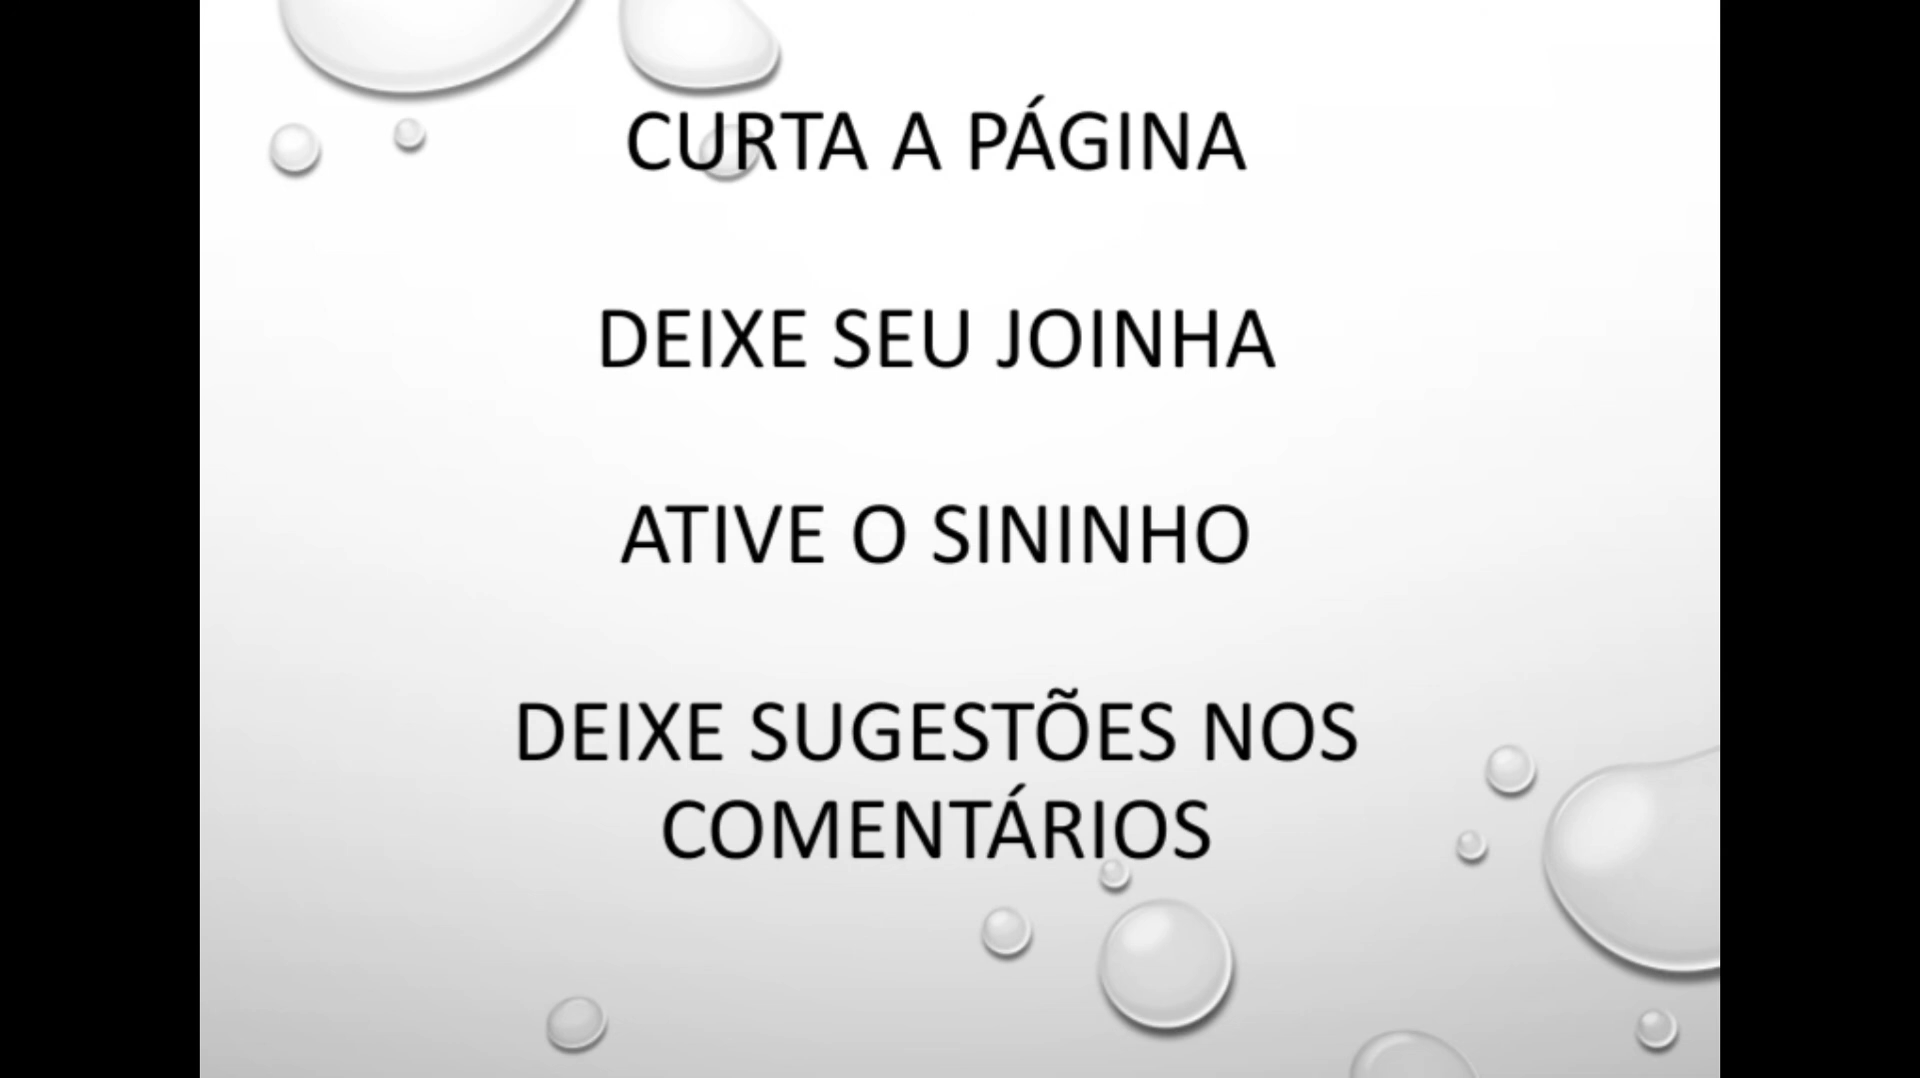 CURTA A PÁGINA
DEIXE SEU JOINHA
ATIVE O SININHO
DEIXE SUGESTÕES NOS
COMENTÁRIOS